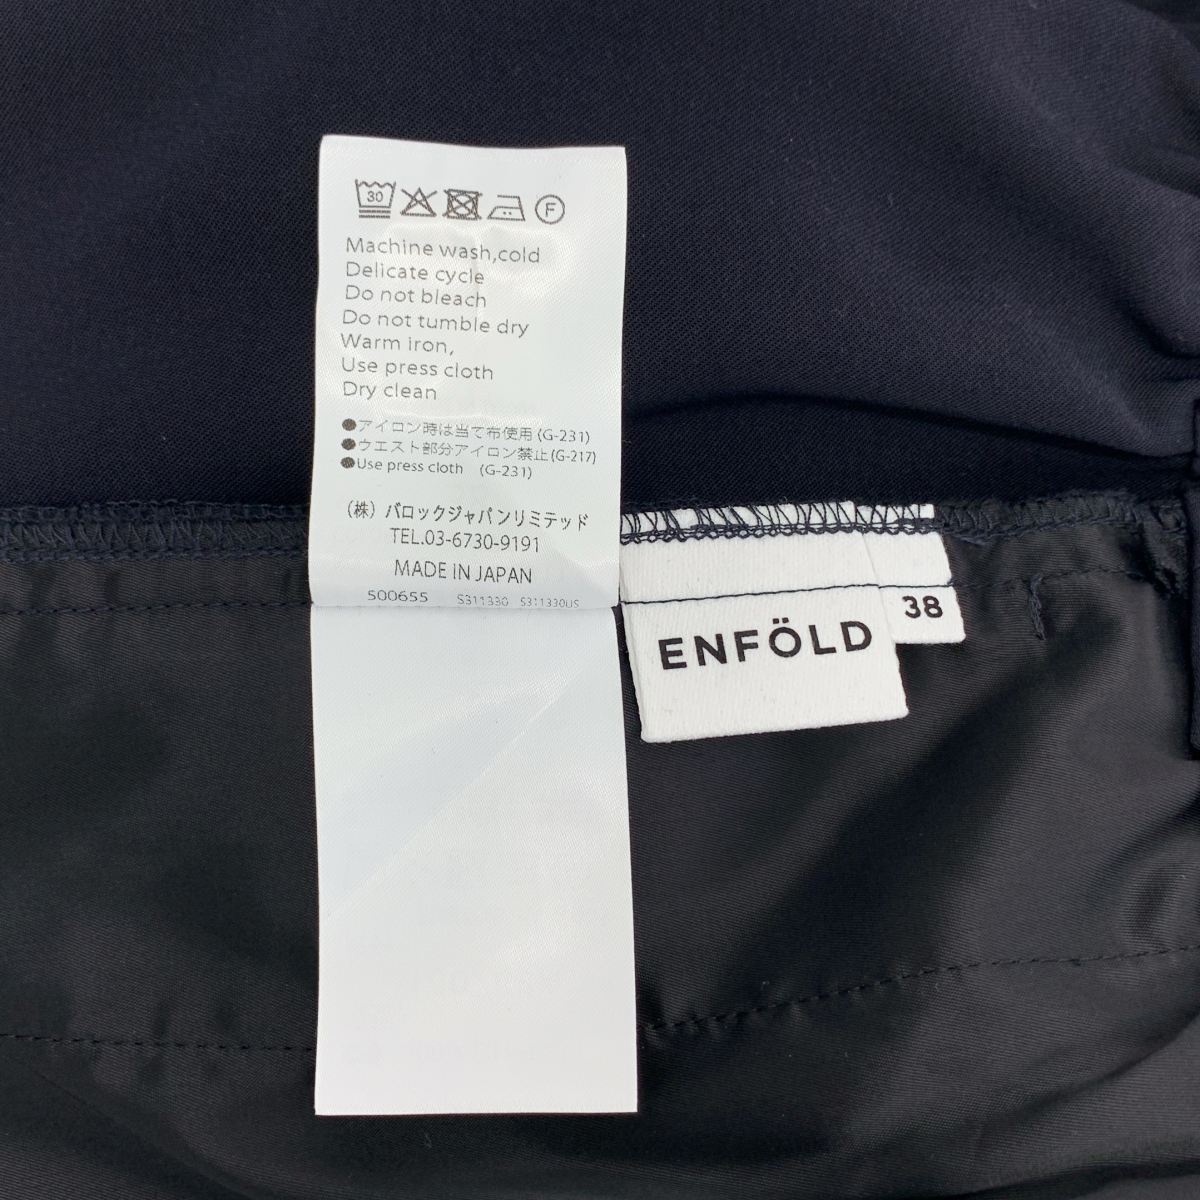 30
F
Machine wash,cold
Delicate cycle
Do not bleach
Do not tumble dry
Warm iron,
Use press cloth
Dry clean
●アイロン時は当て布使用(G-231)
●ウエスト部分アイロン禁止(G-217)
●Use press cloth (G-231)
(株) バロックジャパンリミテッド
TEL.03-6730-9191
MADE IN JAPAN
500655 S311330 S311330US
ENFÖLD
38